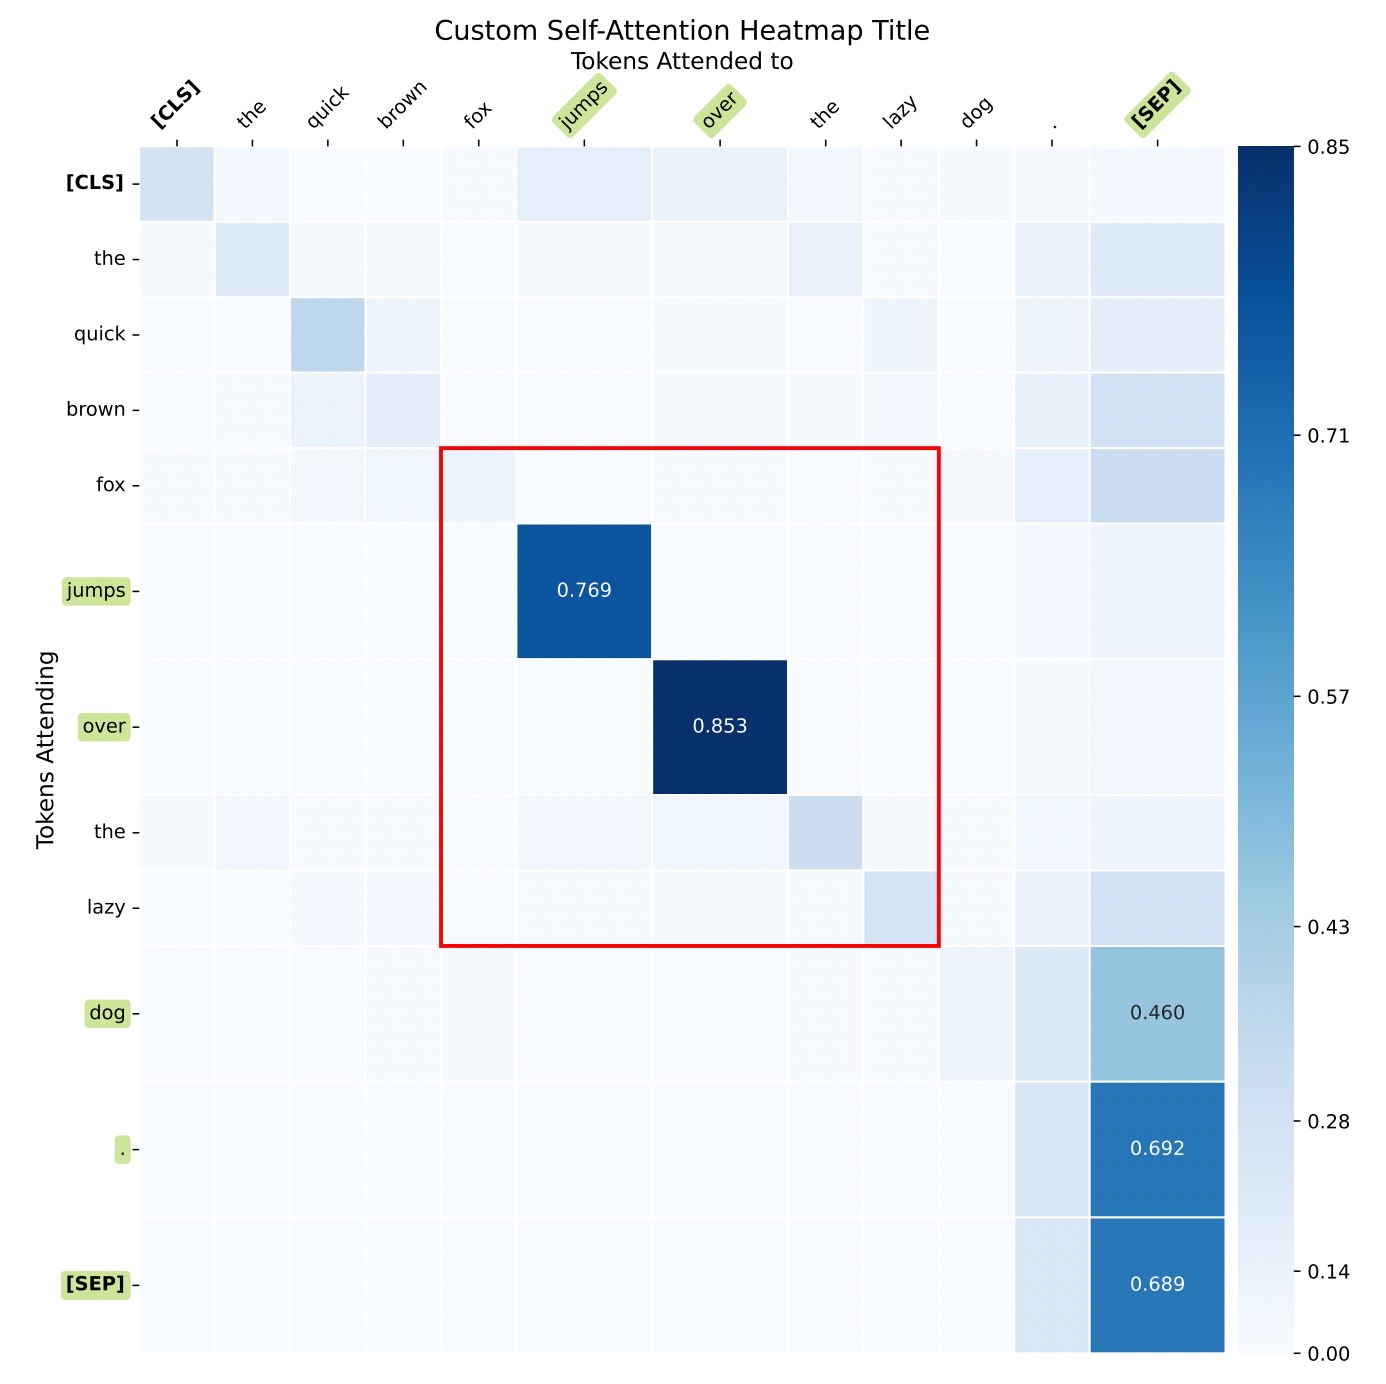 Custom Self-Attention Heatmap Title
Tokens Attended to
[CLS] the quick brown fox jumps over the lazy dog . [SEP]
Tokens Attending
[CLS]
the
quick
brown
fox
jumps
0.769
over
0.853
the
lazy
dog
0.460
.
0.692
[SEP]
0.689
0.85
0.71
0.57
0.43
0.28
0.14
0.00